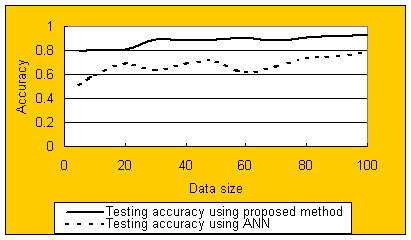 1
0.8
0.6
0.4
0.2
0
Accuracy
0 20 40 60 80 100
Data size
Testing accuracy using proposed method
Testing accuracy using ANN